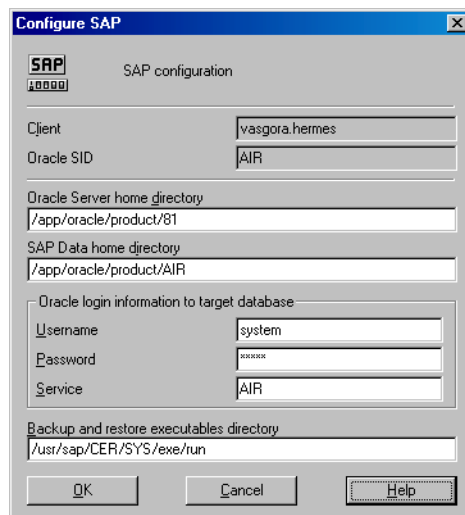 Configure SAP
SAP
SAP configuration
Client vasgora.hermes
Oracle SID AIR
Oracle Server home directory
/app/oracle/product/81
SAP Data home directory
/app/oracle/product/AIR
Oracle login information to target database
Username system
Password *****
Service AIR
Backup and restore executables directory
/usr/sap/CER/SYS/exe/run
OK Cancel Help